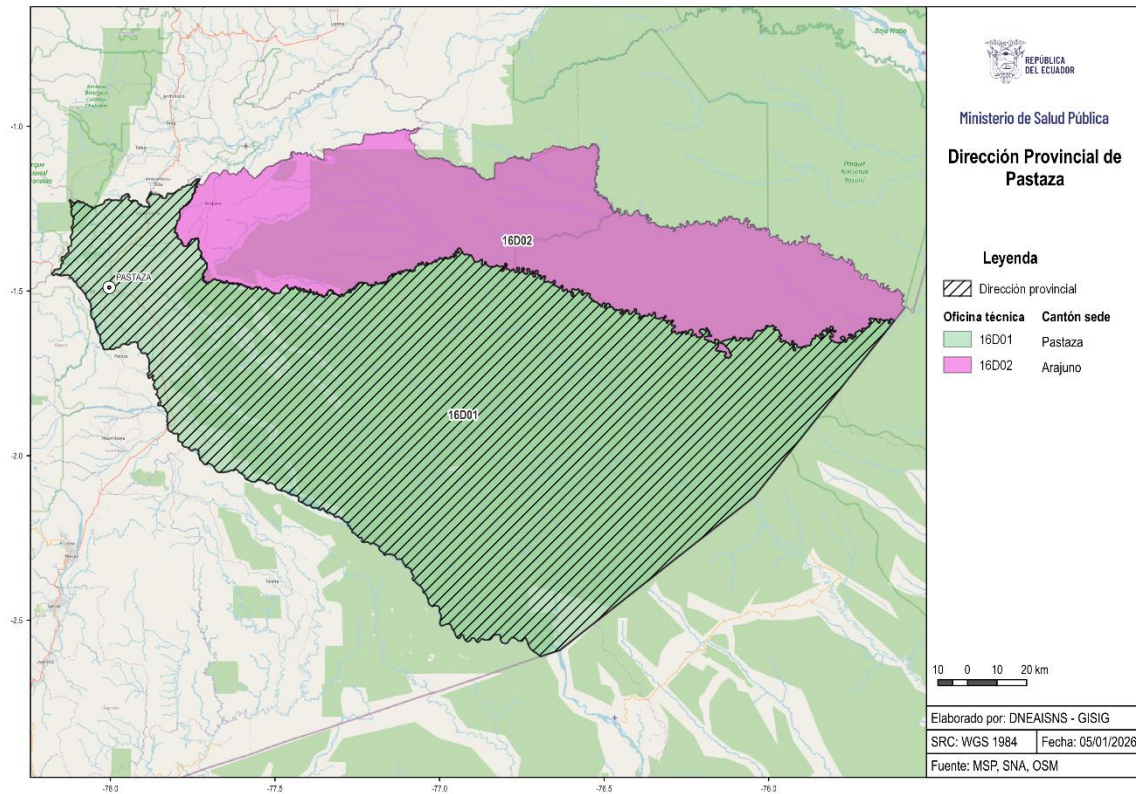 REPÚBLICA
DEL ECUADOR
Ministerio de Salud Pública
Dirección Provincial de
Pastaza
Leyenda
Dirección provincial
Oficina técnica Cantón sede
16D01 Pastaza
16D02 Arajuno
10 0 10 20 km
Elaborado por: DNEAISNS - GISIG
SRC: WGS 1984 Fecha: 05/01/2026
Fuente: MSP, SNA, OSM
-1.0
-1.5
-2.0
-2.5
-78.0
-77.5
-77.0
-76.5
-76.0
Bajo Napo
Parque
Nacional
Yasuní
16D02
PASTAZA
16D01
Arajuno